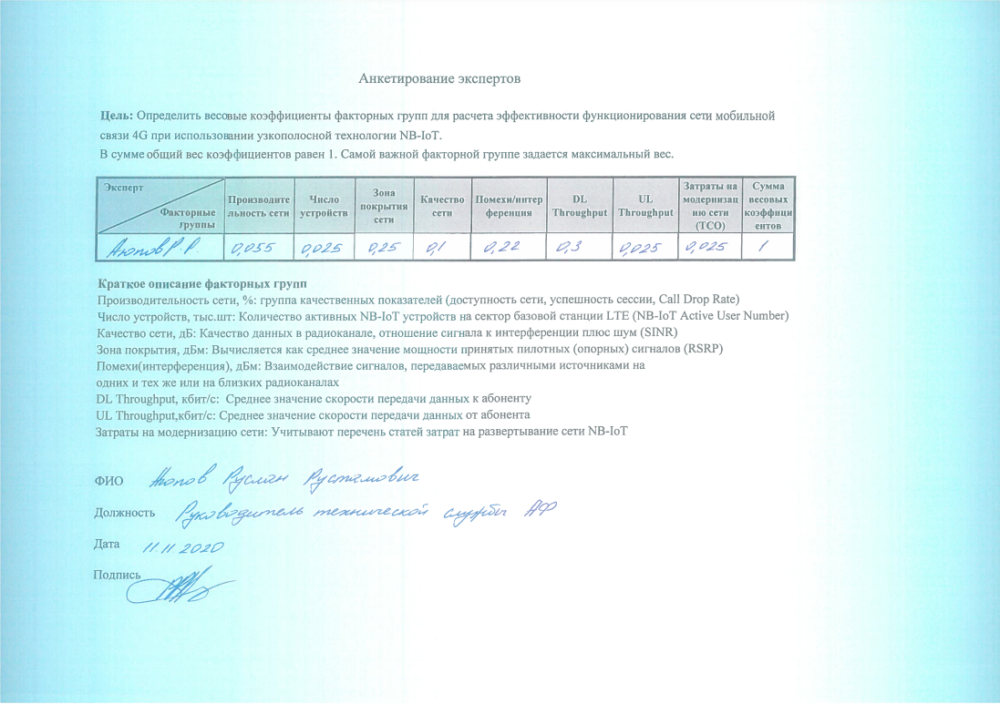 Анкетирование экспертов
Цель: Определить весовые коэффициенты факторных групп для расчета эффективности функционирования сети мобильной
связи 4G при использовании узкополосной технологии NB-IoT.
В сумме общий вес коэффициентов равен 1. Самой важной факторной группе задается максимальный вес.
Эксперт
Факторные
группы
Производите
льность сети
Число
устройств
Зона
покрытия
сети
Качество
сети
Помехи/интер
ференция
DL
Throughput
UL
Throughput
Затраты на
модернизац
ию сети
(TCO)
Сумма
весовых
коэффици
ентов
Аюпов Р.Р. 0,055 0,025 0,25 0,1 0,22 0,3 0,025 0,025 1
Краткое описание факторных групп
Производительность сети, %: группа качественных показателей (доступность сети, успешность сессии, Call Drop Rate)
Число устройств, тыс.шт: Количество активных NB-IoT устройств на сектор базовой станции LTE (NB-IoT Active User Number)
Качество сети, дБ: Качество данных в радиоканале, отношение сигнала к интерференции плюс шум (SINR)
Зона покрытия, дБм: Вычисляется как среднее значение мощности принятых пилотных (опорных) сигналов (RSRP)
Помехи(интерференция), дБм: Взаимодействие сигналов, передаваемых различными источниками на
одних и тех же или на близких радиоканалах
DL Throughput, кбит/с: Среднее значение скорости передачи данных к абоненту
UL Throughput,кбит/с: Среднее значение скорости передачи данных от абонента
Затраты на модернизацию сети: Учитывают перечень статей затрат на развертывание сети NB-IoT
ФИО Аюпов Руслан Рустамович
Должность Руководитель технической службы АФ
Дата 11.11.2020
Подпись